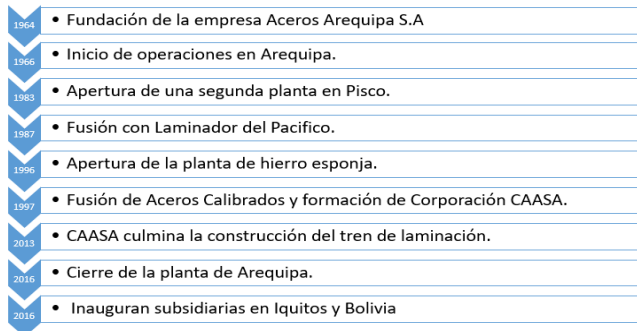 1964 • Fundación de la empresa Aceros Arequipa S.A
1966 • Inicio de operaciones en Arequipa.
1983 • Apertura de una segunda planta en Pisco.
1987 • Fusión con Laminador del Pacifico.
1996 • Apertura de la planta de hierro esponja.
1997 • Fusión de Aceros Calibrados y formación de Corporación CAASA.
2013 • CAASA culmina la construcción del tren de laminación.
2016 • Cierre de la planta de Arequipa.
2016 • Inauguran subsidiarias en Iquitos y Bolivia